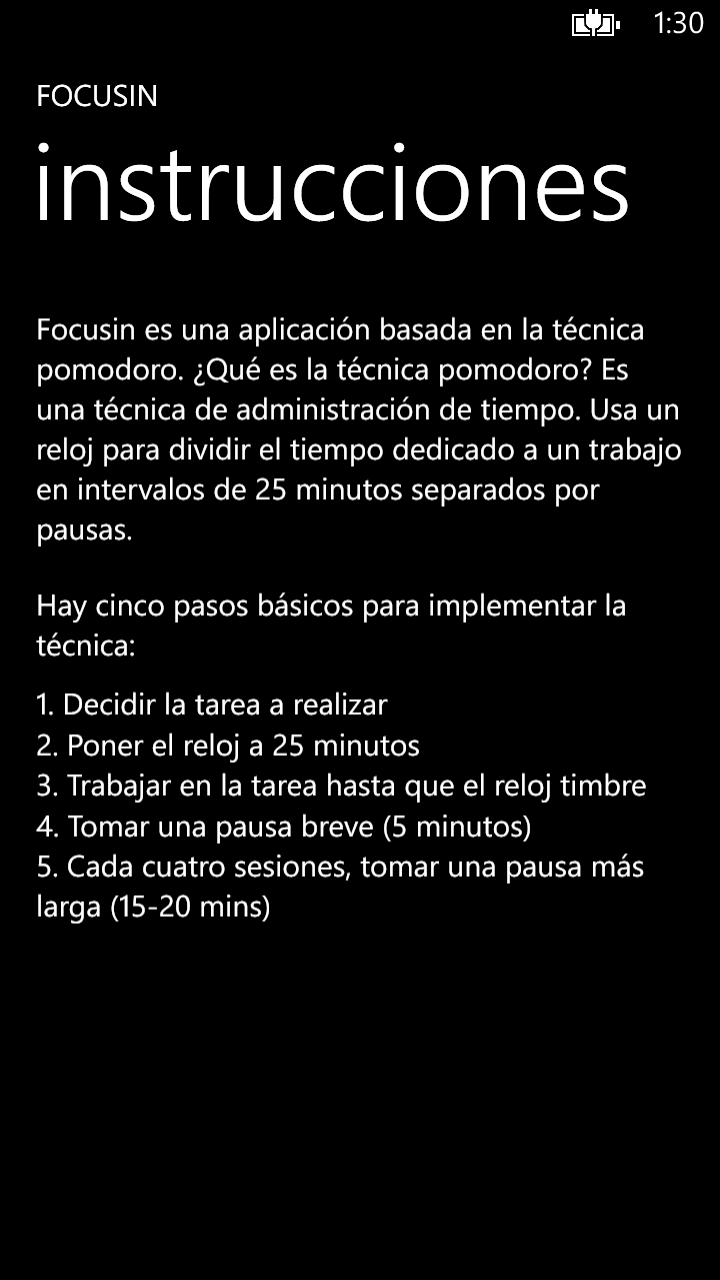 1:30
FOCUSIN
instrucciones
Focusin es una aplicación basada en la técnica
pomodoro. ¿Qué es la técnica pomodoro? Es
una técnica de administración de tiempo. Usa un
reloj para dividir el tiempo dedicado a un trabajo
en intervalos de 25 minutos separados por
pausas.
Hay cinco pasos básicos para implementar la
técnica:
1. Decidir la tarea a realizar
2. Poner el reloj a 25 minutos
3. Trabajar en la tarea hasta que el reloj timbre
4. Tomar una pausa breve (5 minutos)
5. Cada cuatro sesiones, tomar una pausa más
larga (15-20 mins)